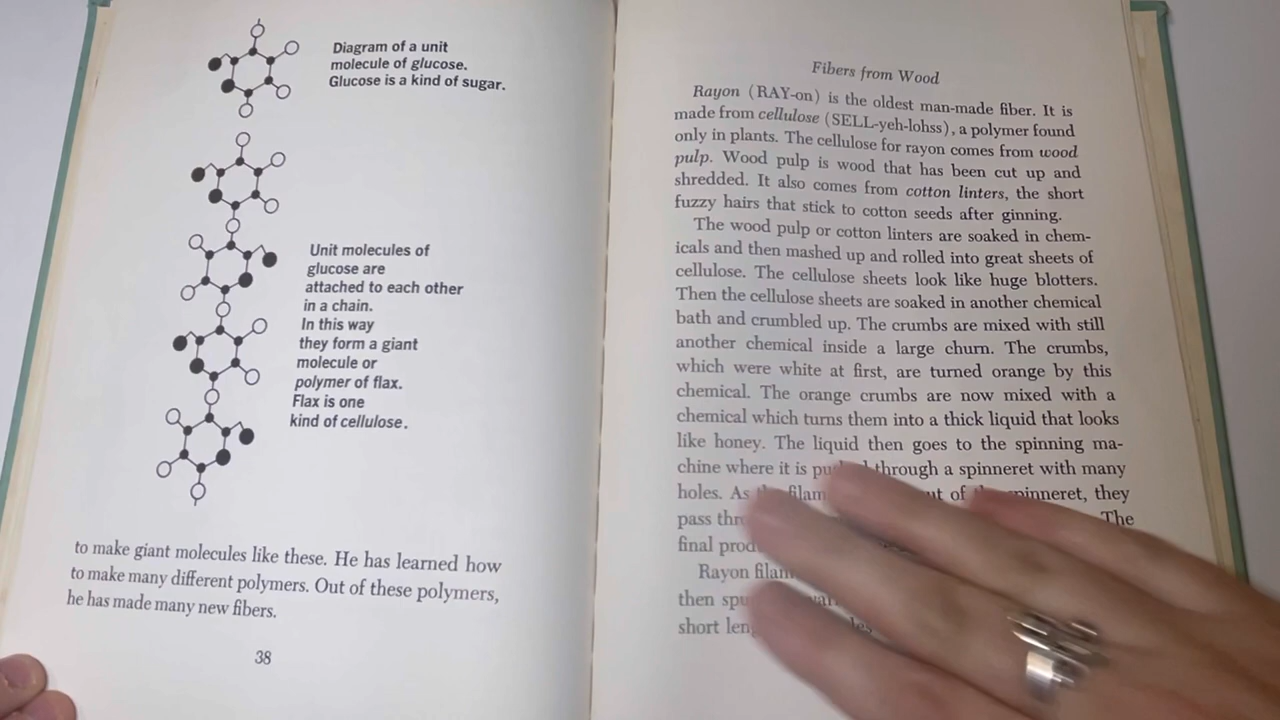 Diagram of a unit
molecule of glucose.
Glucose is a kind of sugar.
Unit molecules of
glucose are
attached to each other
in a chain.
In this way
they form a giant
molecule or
polymer of flax.
Flax is one
kind of cellulose.
to make giant molecules like these. He has learned how
to make many different polymers. Out of these polymers,
he has made many new fibers.
38
Fibers from Wood
Rayon (RAY-on) is the oldest man-made fiber. It is
made from cellulose (SELL-yeh-lohss), a polymer found
only in plants. The cellulose for rayon comes from wood
pulp. Wood pulp is wood that has been cut up and
shredded. It also comes from cotton linters, the short
fuzzy hairs that stick to cotton seeds after ginning.
The wood pulp or cotton linters are soaked in chem-
icals and then mashed up and rolled into great sheets of
cellulose. The cellulose sheets look like huge blotters.
Then the cellulose sheets are soaked in another chemical
bath and crumbled up. The crumbs are mixed with still
another chemical inside a large churn. The crumbs,
which were white at first, are turned orange by this
chemical. The orange crumbs are now mixed with a
chemical which turns them into a thick liquid that looks
like honey. The liquid then goes to the spinning ma-
chine where it is through a spinneret with many
holes. As of spinneret, they
pass The
final
Rayon
then
short